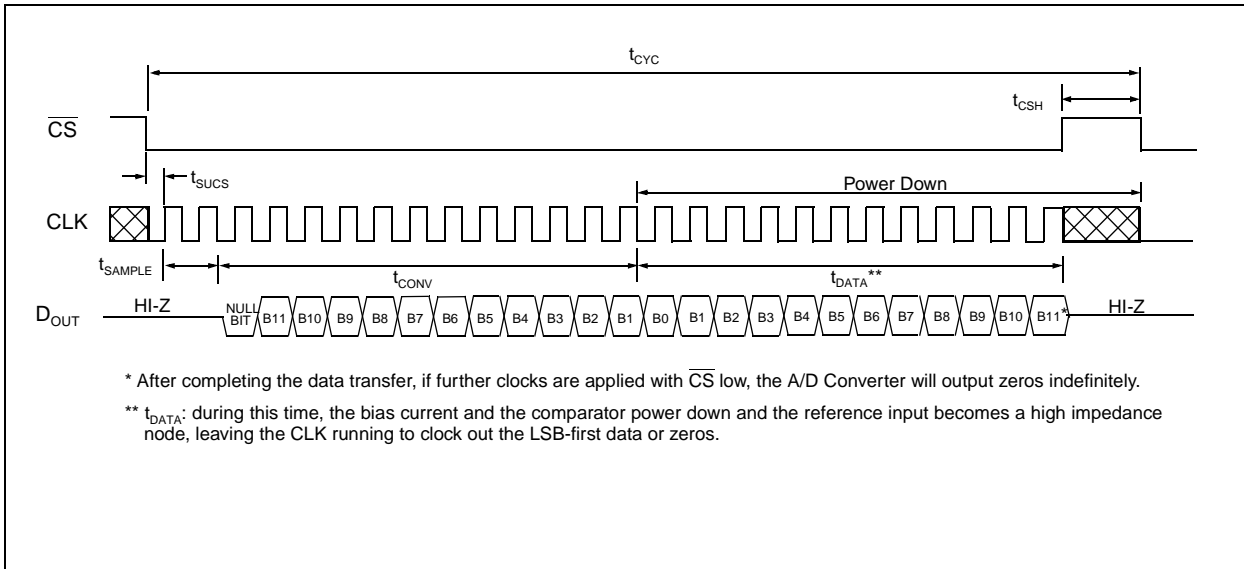 tCYC
tCSH
CS
tSUCS
Power Down
CLK
tSAMPLE
tCONV
tDATA**
DOUT
HI-Z
NULL BIT
B11 B10 B9 B8 B7 B6 B5 B4 B3 B2 B1 B0 B1 B2 B3 B4 B5 B6 B7 B8 B9 B10 B11*
HI-Z
* After completing the data transfer, if further clocks are applied with CS low, the A/D Converter will output zeros indefinitely.
** tDATA: during this time, the bias current and the comparator power down and the reference input becomes a high impedance
node, leaving the CLK running to clock out the LSB-first data or zeros.